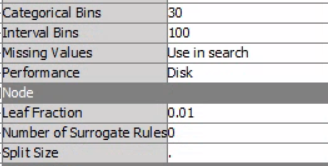 Categorical Bins 30
Interval Bins 100
Missing Values Use in search
Performance Disk
Node
Leaf Fraction 0.01
Number of Surrogate Rules 0
Split Size .